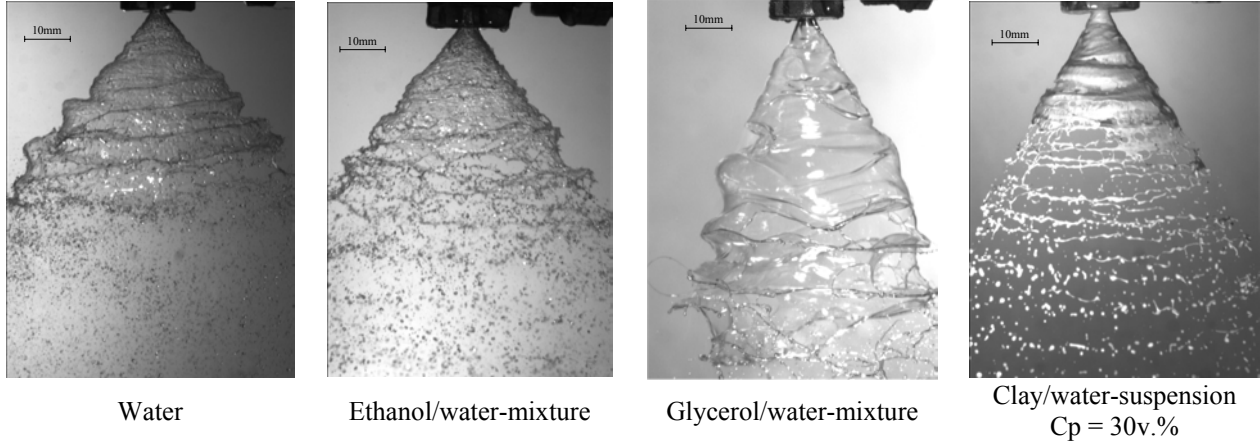 10mm
10mm
10mm
10mm
Water
Ethanol/water-mixture
Glycerol/water-mixture
Clay/water-suspension
Cp = 30v.%